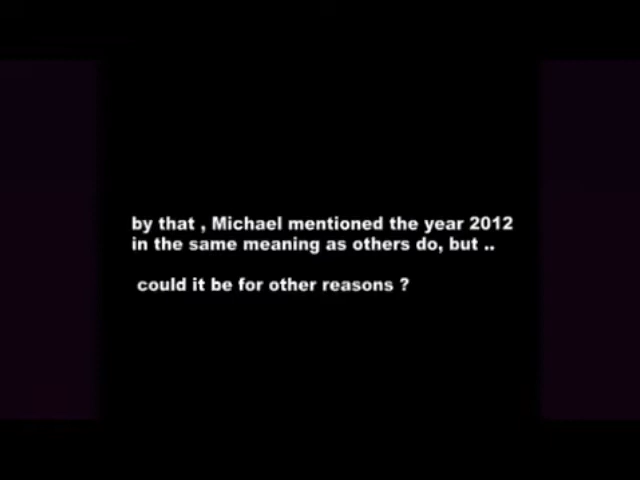 by that , Michael mentioned the year 2012
in the same meaning as others do, but ..
could it be for other reasons ?